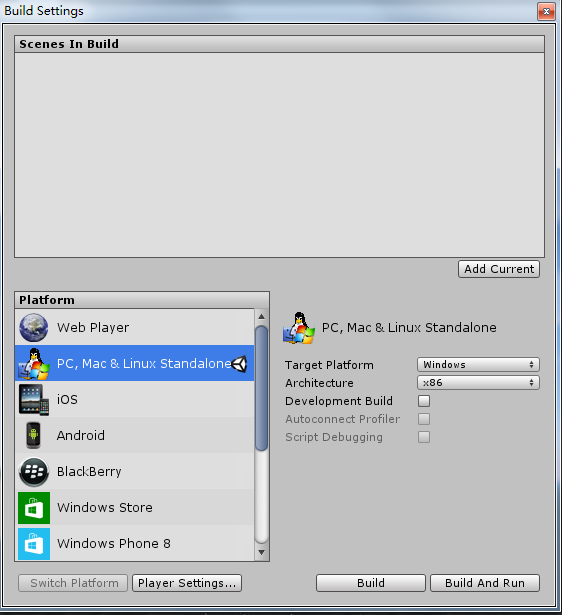 Build Settings
Scenes In Build
Add Current
Platform
Web Player
PC, Mac & Linux Standalone
iOS
Android
BlackBerry
Windows Store
Windows Phone 8
PC, Mac & Linux Standalone
Target Platform Windows
Architecture x86
Development Build
Autoconnect Profiler
Script Debugging
Switch Platform Player Settings... Build Build And Run